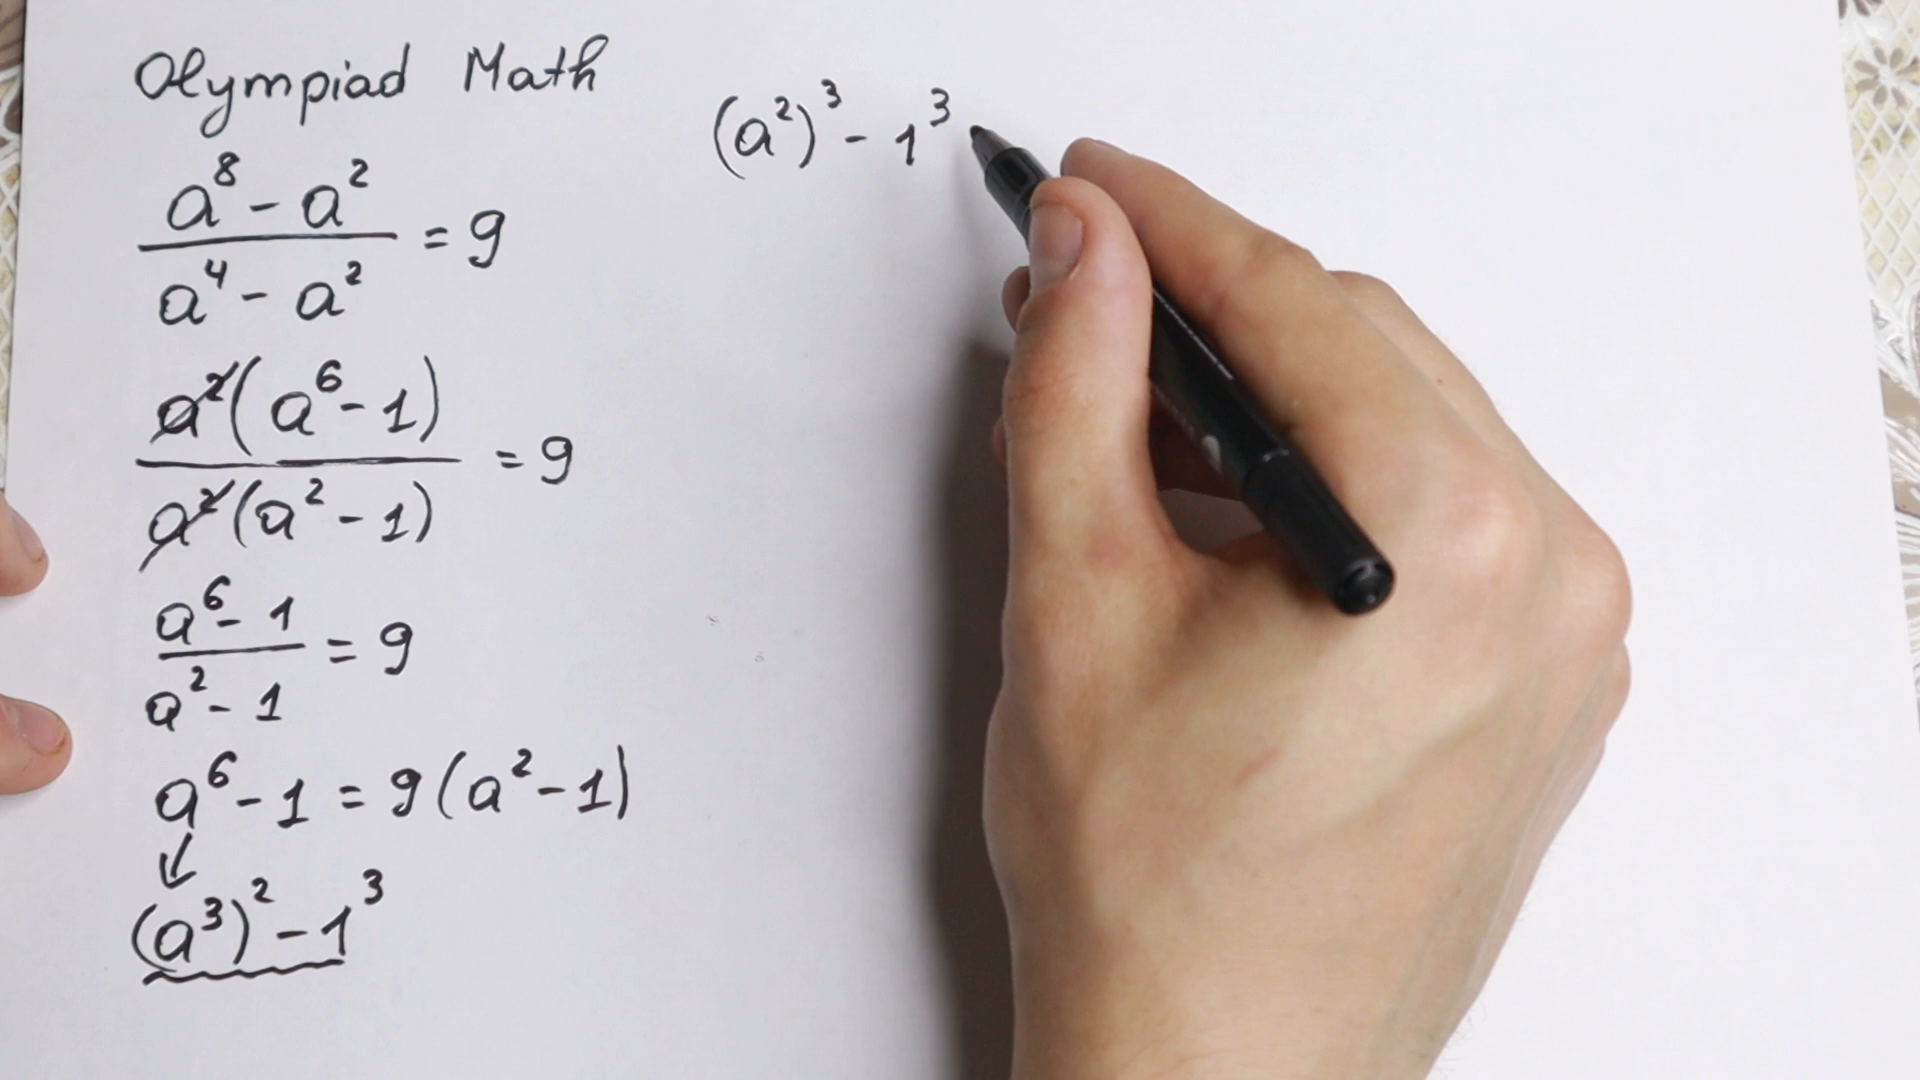 Olympiad Math
a⁸ - a² / a⁴ - a² = 9
a²(a⁶ - 1) / a²(a² - 1) = 9
a⁶ - 1 / a² - 1 = 9
a⁶ - 1 = 9(a² - 1)
↙
(a³)² - 1³
(a²)³ - 1³